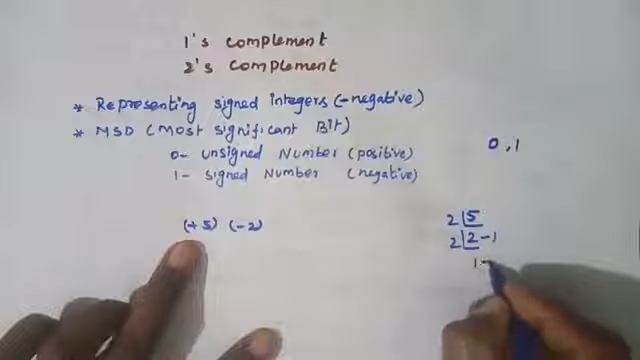 1's complement
2's complement
* Representing signed integers (-negative)
* MSD (Most significant Bit)
0- unsigned Number (positive)
0,1
1- signed Number (negative)
(+5) (-2)
2|5
2|2-1
1-